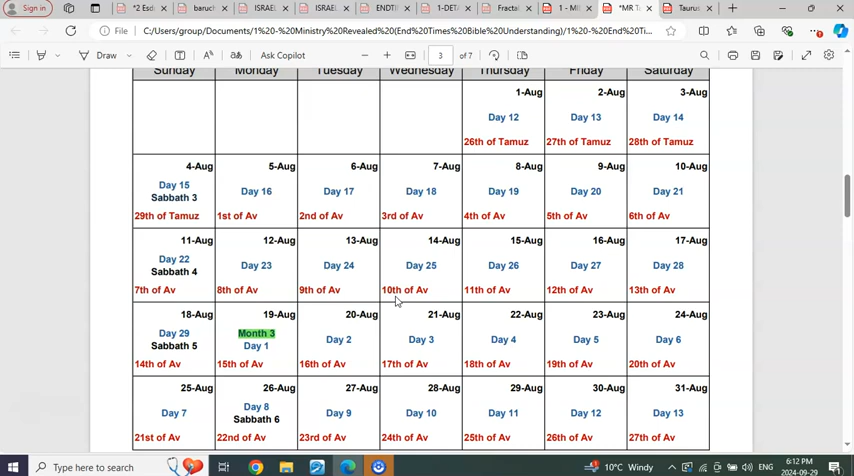 Sign in
*2 Esd
baruch
ISRAEL
ISRAEL
ENDTI
1-DETA
Fractal
1 - MII
*MR Ta
Taurus
File
C:/Users/group/Documents/1%20-%20Ministry%20Revealed%20(End%20Times%20Bible%20Understanding)/1%20-%20End%20Ti...
Draw
Ask Copilot
3
of 7
Sunday
Monday
Tuesday
Wednesday
Thursday
Friday
Saturday
1-Aug
2-Aug
3-Aug
Day 12
Day 13
Day 14
26th of Tamuz
27th of Tamuz
28th of Tamuz
4-Aug
5-Aug
6-Aug
7-Aug
8-Aug
9-Aug
10-Aug
Day 15
Sabbath 3
Day 16
Day 17
Day 18
Day 19
Day 20
Day 21
29th of Tamuz
1st of Av
2nd of Av
3rd of Av
4th of Av
5th of Av
6th of Av
11-Aug
12-Aug
13-Aug
14-Aug
15-Aug
16-Aug
17-Aug
Day 22
Sabbath 4
Day 23
Day 24
Day 25
Day 26
Day 27
Day 28
7th of Av
8th of Av
9th of Av
10th of Av
11th of Av
12th of Av
13th of Av
18-Aug
19-Aug
20-Aug
21-Aug
22-Aug
23-Aug
24-Aug
Day 29
Sabbath 5
Month 3
Day 1
Day 2
Day 3
Day 4
Day 5
Day 6
14th of Av
15th of Av
16th of Av
17th of Av
18th of Av
19th of Av
20th of Av
25-Aug
26-Aug
27-Aug
28-Aug
29-Aug
30-Aug
31-Aug
Day 7
Day 8
Sabbath 6
Day 9
Day 10
Day 11
Day 12
Day 13
21st of Av
22nd of Av
23rd of Av
24th of Av
25th of Av
26th of Av
27th of Av
Type here to search
10°C Windy
ENG
6:12 PM
2024-09-29